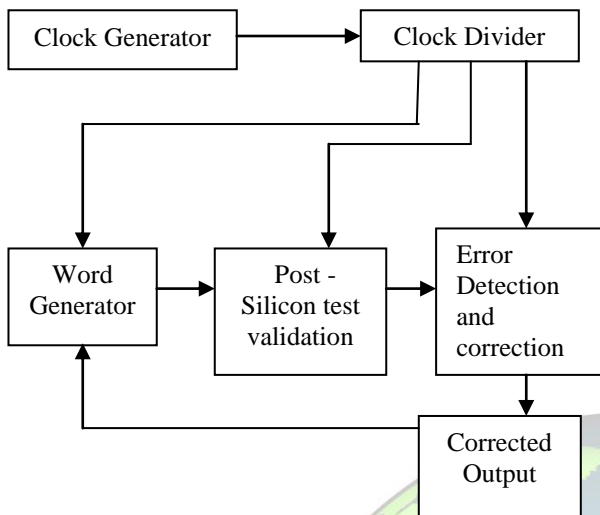 Clock Generator
Clock Divider
Word
Generator
Post -
Silicon test
validation
Error
Detection
and
correction
Corrected
Output